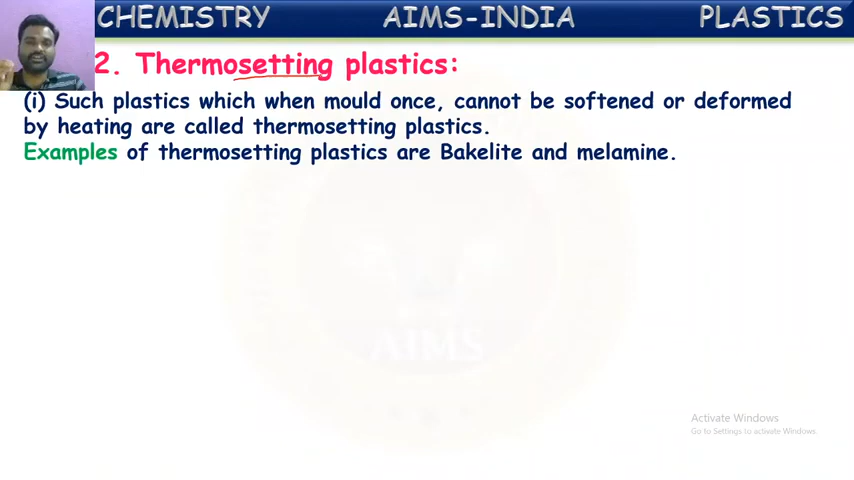 CHEMISTRY AIMS-INDIA PLASTICS
2. Thermosetting plastics:
(i) Such plastics which when mould once, cannot be softened or deformed
by heating are called thermosetting plastics.
Examples of thermosetting plastics are Bakelite and melamine.
AIMS
Activate Windows
Go to Settings to activate Windows.